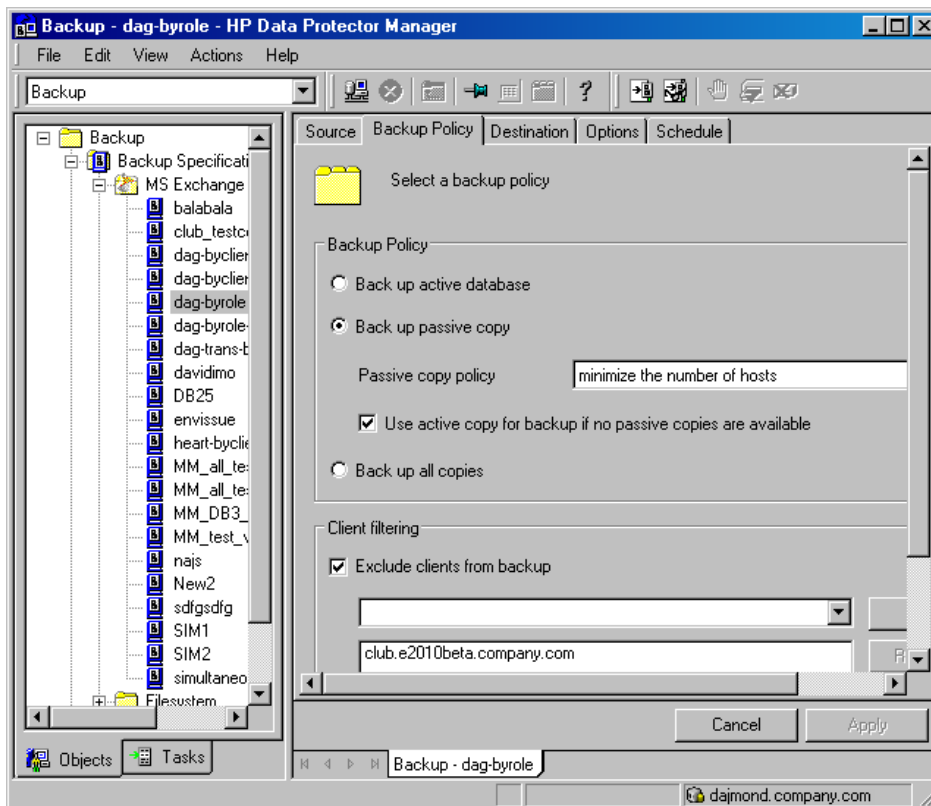 Backup - dag-byrole - HP Data Protector Manager
File Edit View Actions Help
Backup
Backup
Backup Specificati
MS Exchange
balabala
club_testc
dag-byclier
dag-byclier
dag-byrole
dag-byrole-
dag-trans-b
davidimo
DB25
envissue
heart-byclie
MM_all_te
MM_all_te
MM_DB3_
MM_test_v
najs
New2
sdfgsdfg
SIM1
SIM2
simultaneo
Filesystem
Objects Tasks
Source Backup Policy Destination Options Schedule
Select a backup policy
Backup Policy
Back up active database
Back up passive copy
Passive copy policy minimize the number of hosts
Use active copy for backup if no passive copies are available
Back up all copies
Client filtering
Exclude clients from backup
club.e2010beta.company.com
R
Cancel Apply
Backup - dag-byrole
dajmond.company.com